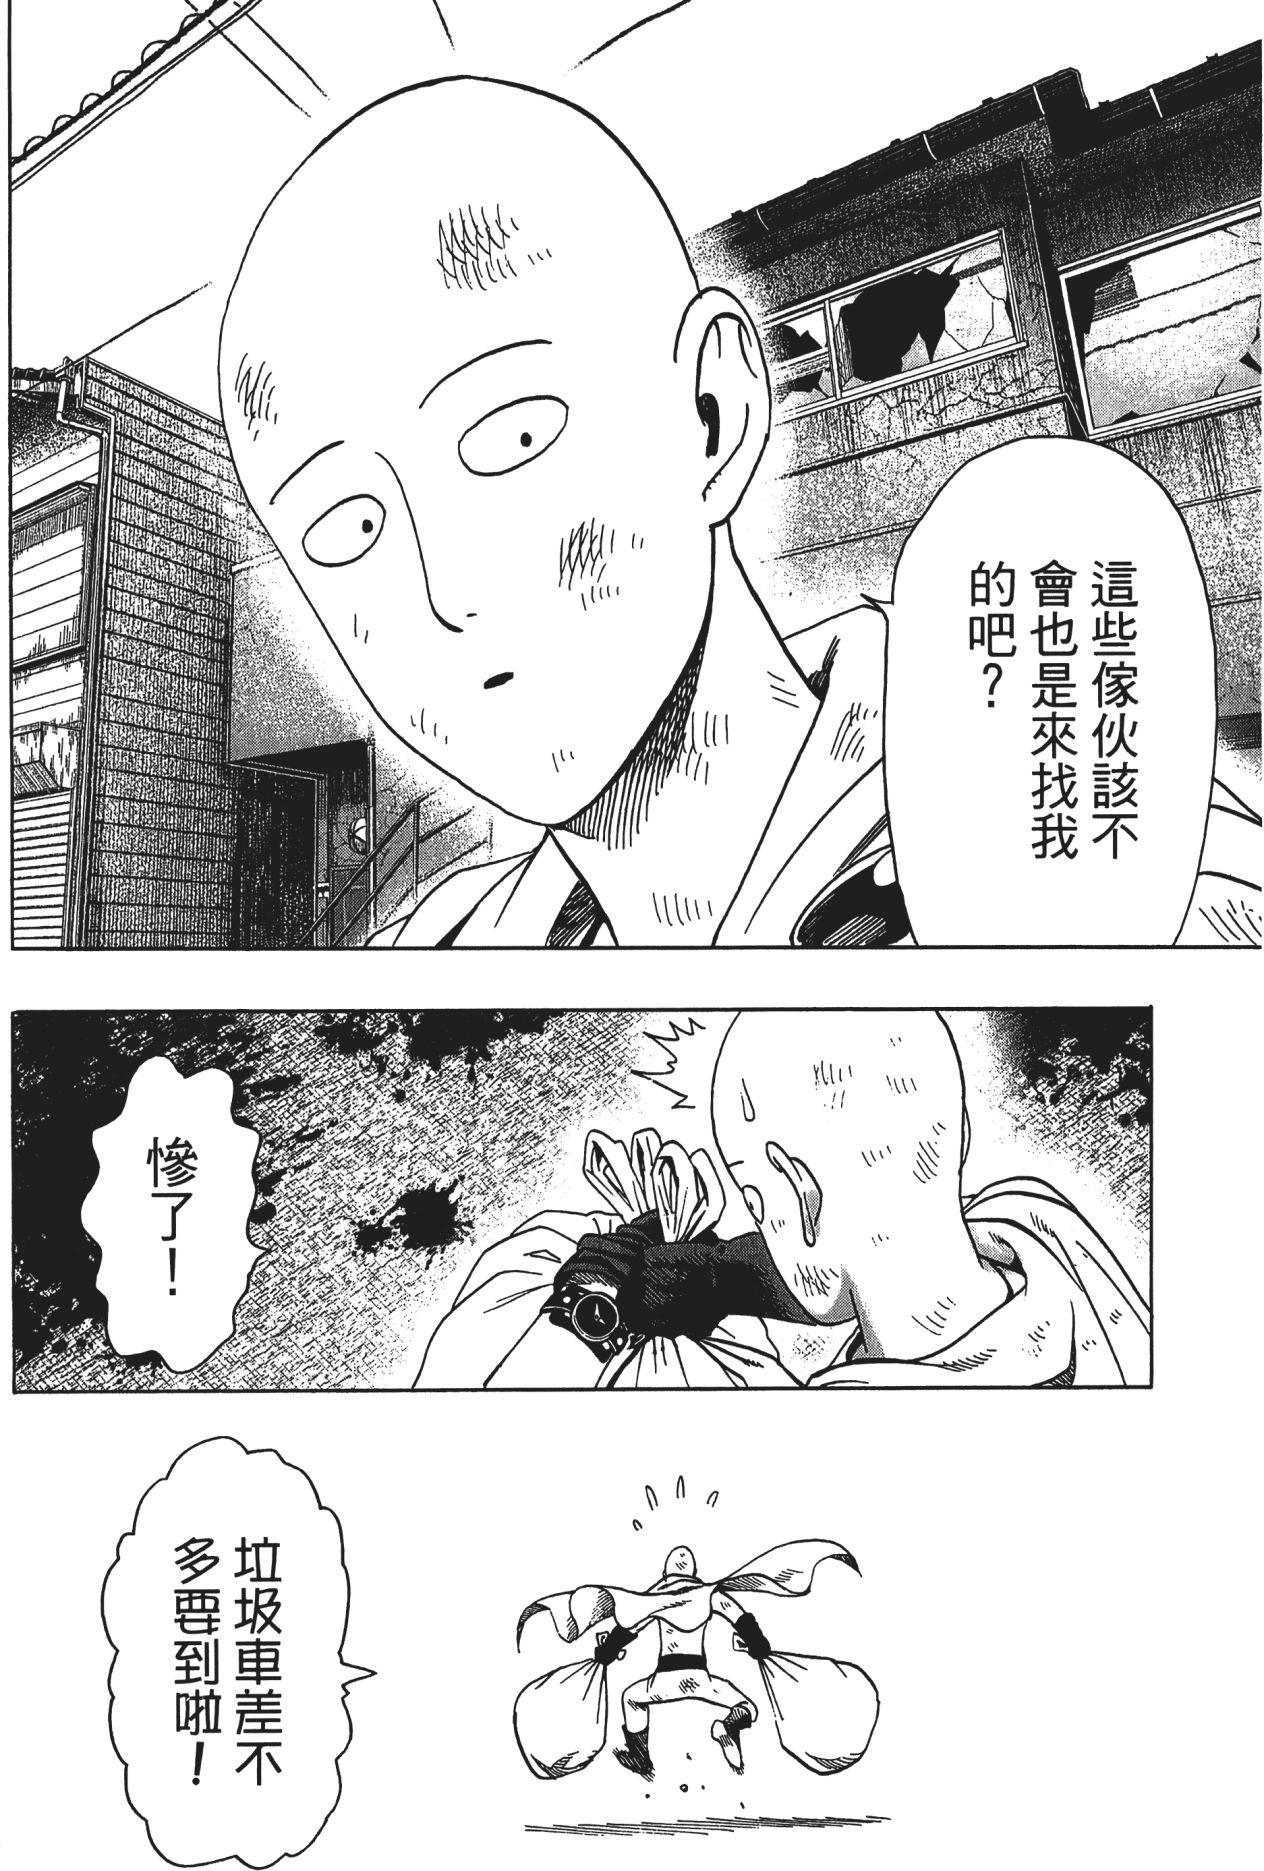 這些傢伙該不
會也是來找我
的吧？
慘了！
垃圾車差不
多要到啦！